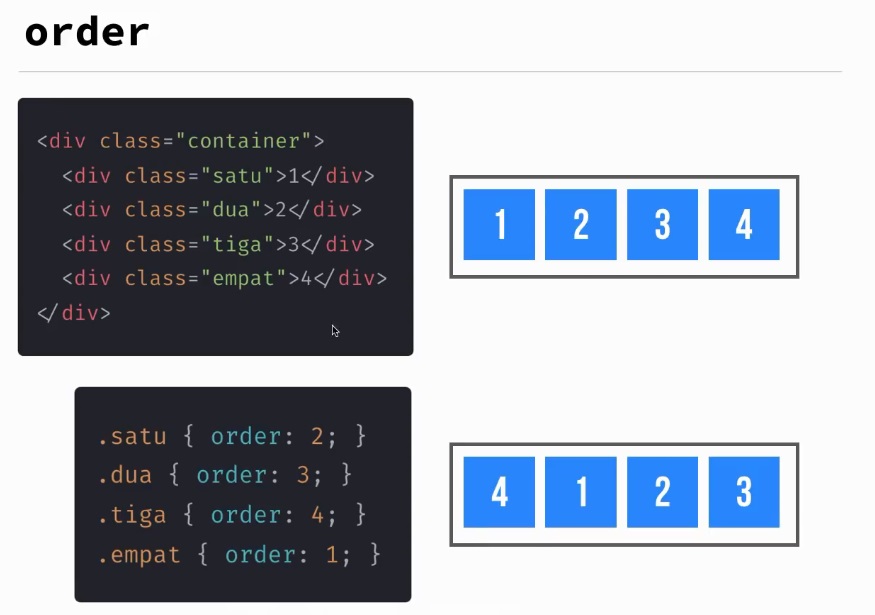 order
<div class="container">
<div class="satu">1</div>
<div class="dua">2</div>
<div class="tiga">3</div>
<div class="empat">4</div>
</div>
1 2 3 4
.satu { order: 2; }
.dua { order: 3; }
.tiga { order: 4; }
.empat { order: 1; }
4 1 2 3